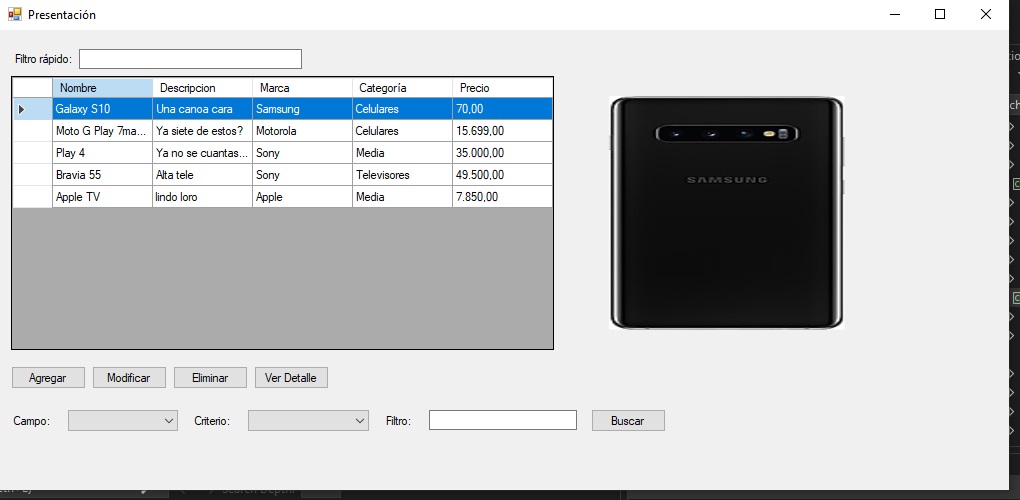 Presentación
Filtro rápido:
Nombre Descripcion Marca Categoría Precio
Galaxy S10 Una canoa cara Samsung Celulares 70,00
Moto G Play 7ma... Ya siete de estos? Motorola Celulares 15.699,00
Play 4 Ya no se cuantas... Sony Media 35.000,00
Bravia 55 Alta tele Sony Televisores 49.500,00
Apple TV lindo loro Apple Media 7.850,00
SAMSUNG
Agregar Modificar Eliminar Ver Detalle
Campo: Criterio: Filtro: Buscar